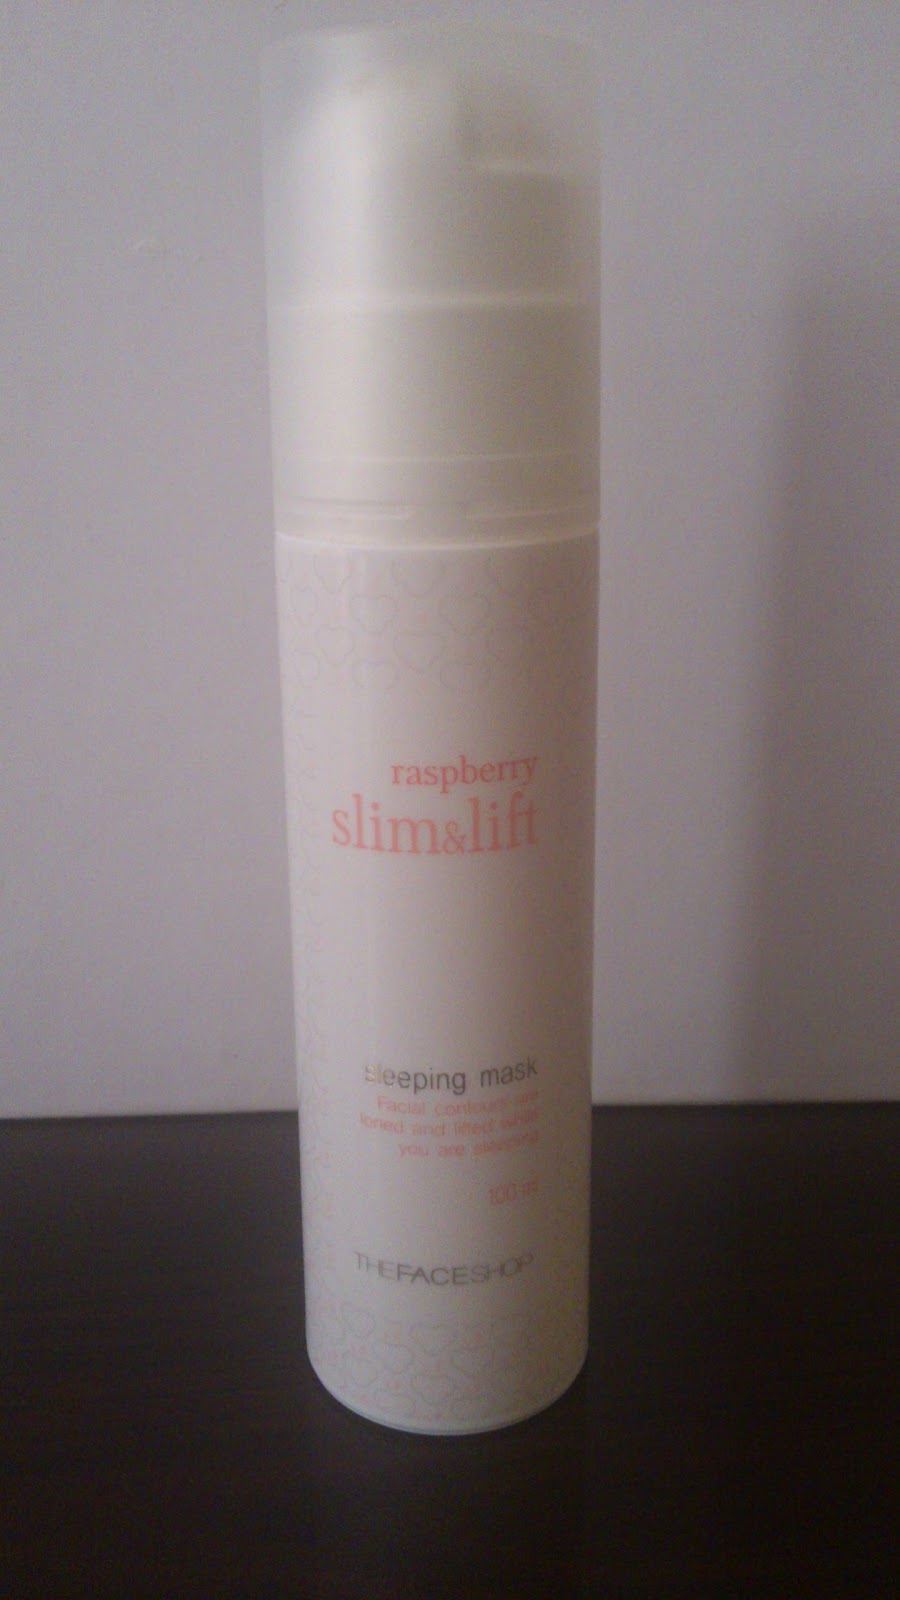 raspberry
slim&lift
sleeping mask
Facial contours are
toned and lifted while
you are sleeping
100 ml
THEFACESHOP